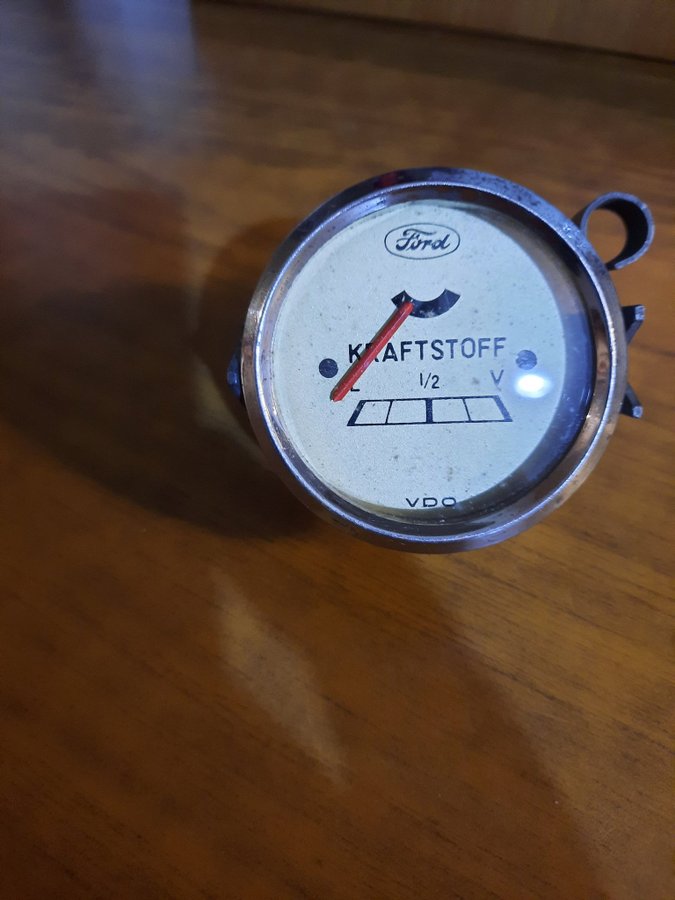 Ford
KRAFTSTOFF
L 1/2 V
VDO